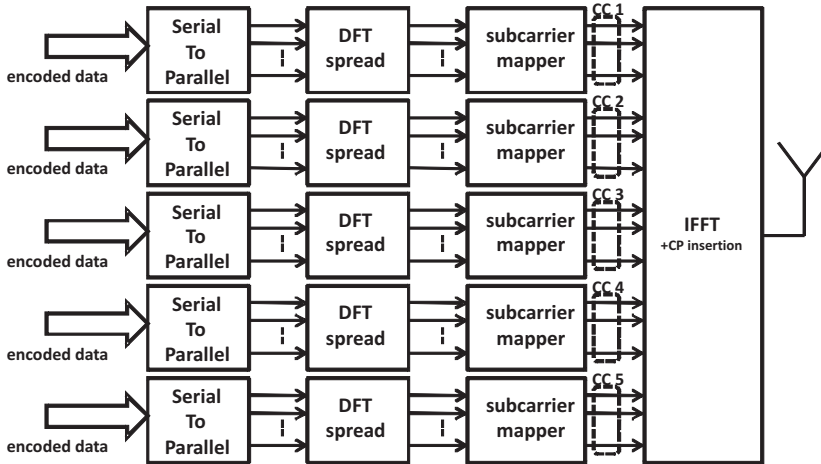 CC 1
Serial
To
Parallel
DFT
spread
subcarrier
mapper
encoded data
CC 2
Serial
To
Parallel
DFT
spread
subcarrier
mapper
encoded data
CC 3
Serial
To
Parallel
DFT
spread
subcarrier
mapper
encoded data
IFFT
+CP insertion
CC 4
Serial
To
Parallel
DFT
spread
subcarrier
mapper
encoded data
CC 5
Serial
To
Parallel
DFT
spread
subcarrier
mapper
encoded data